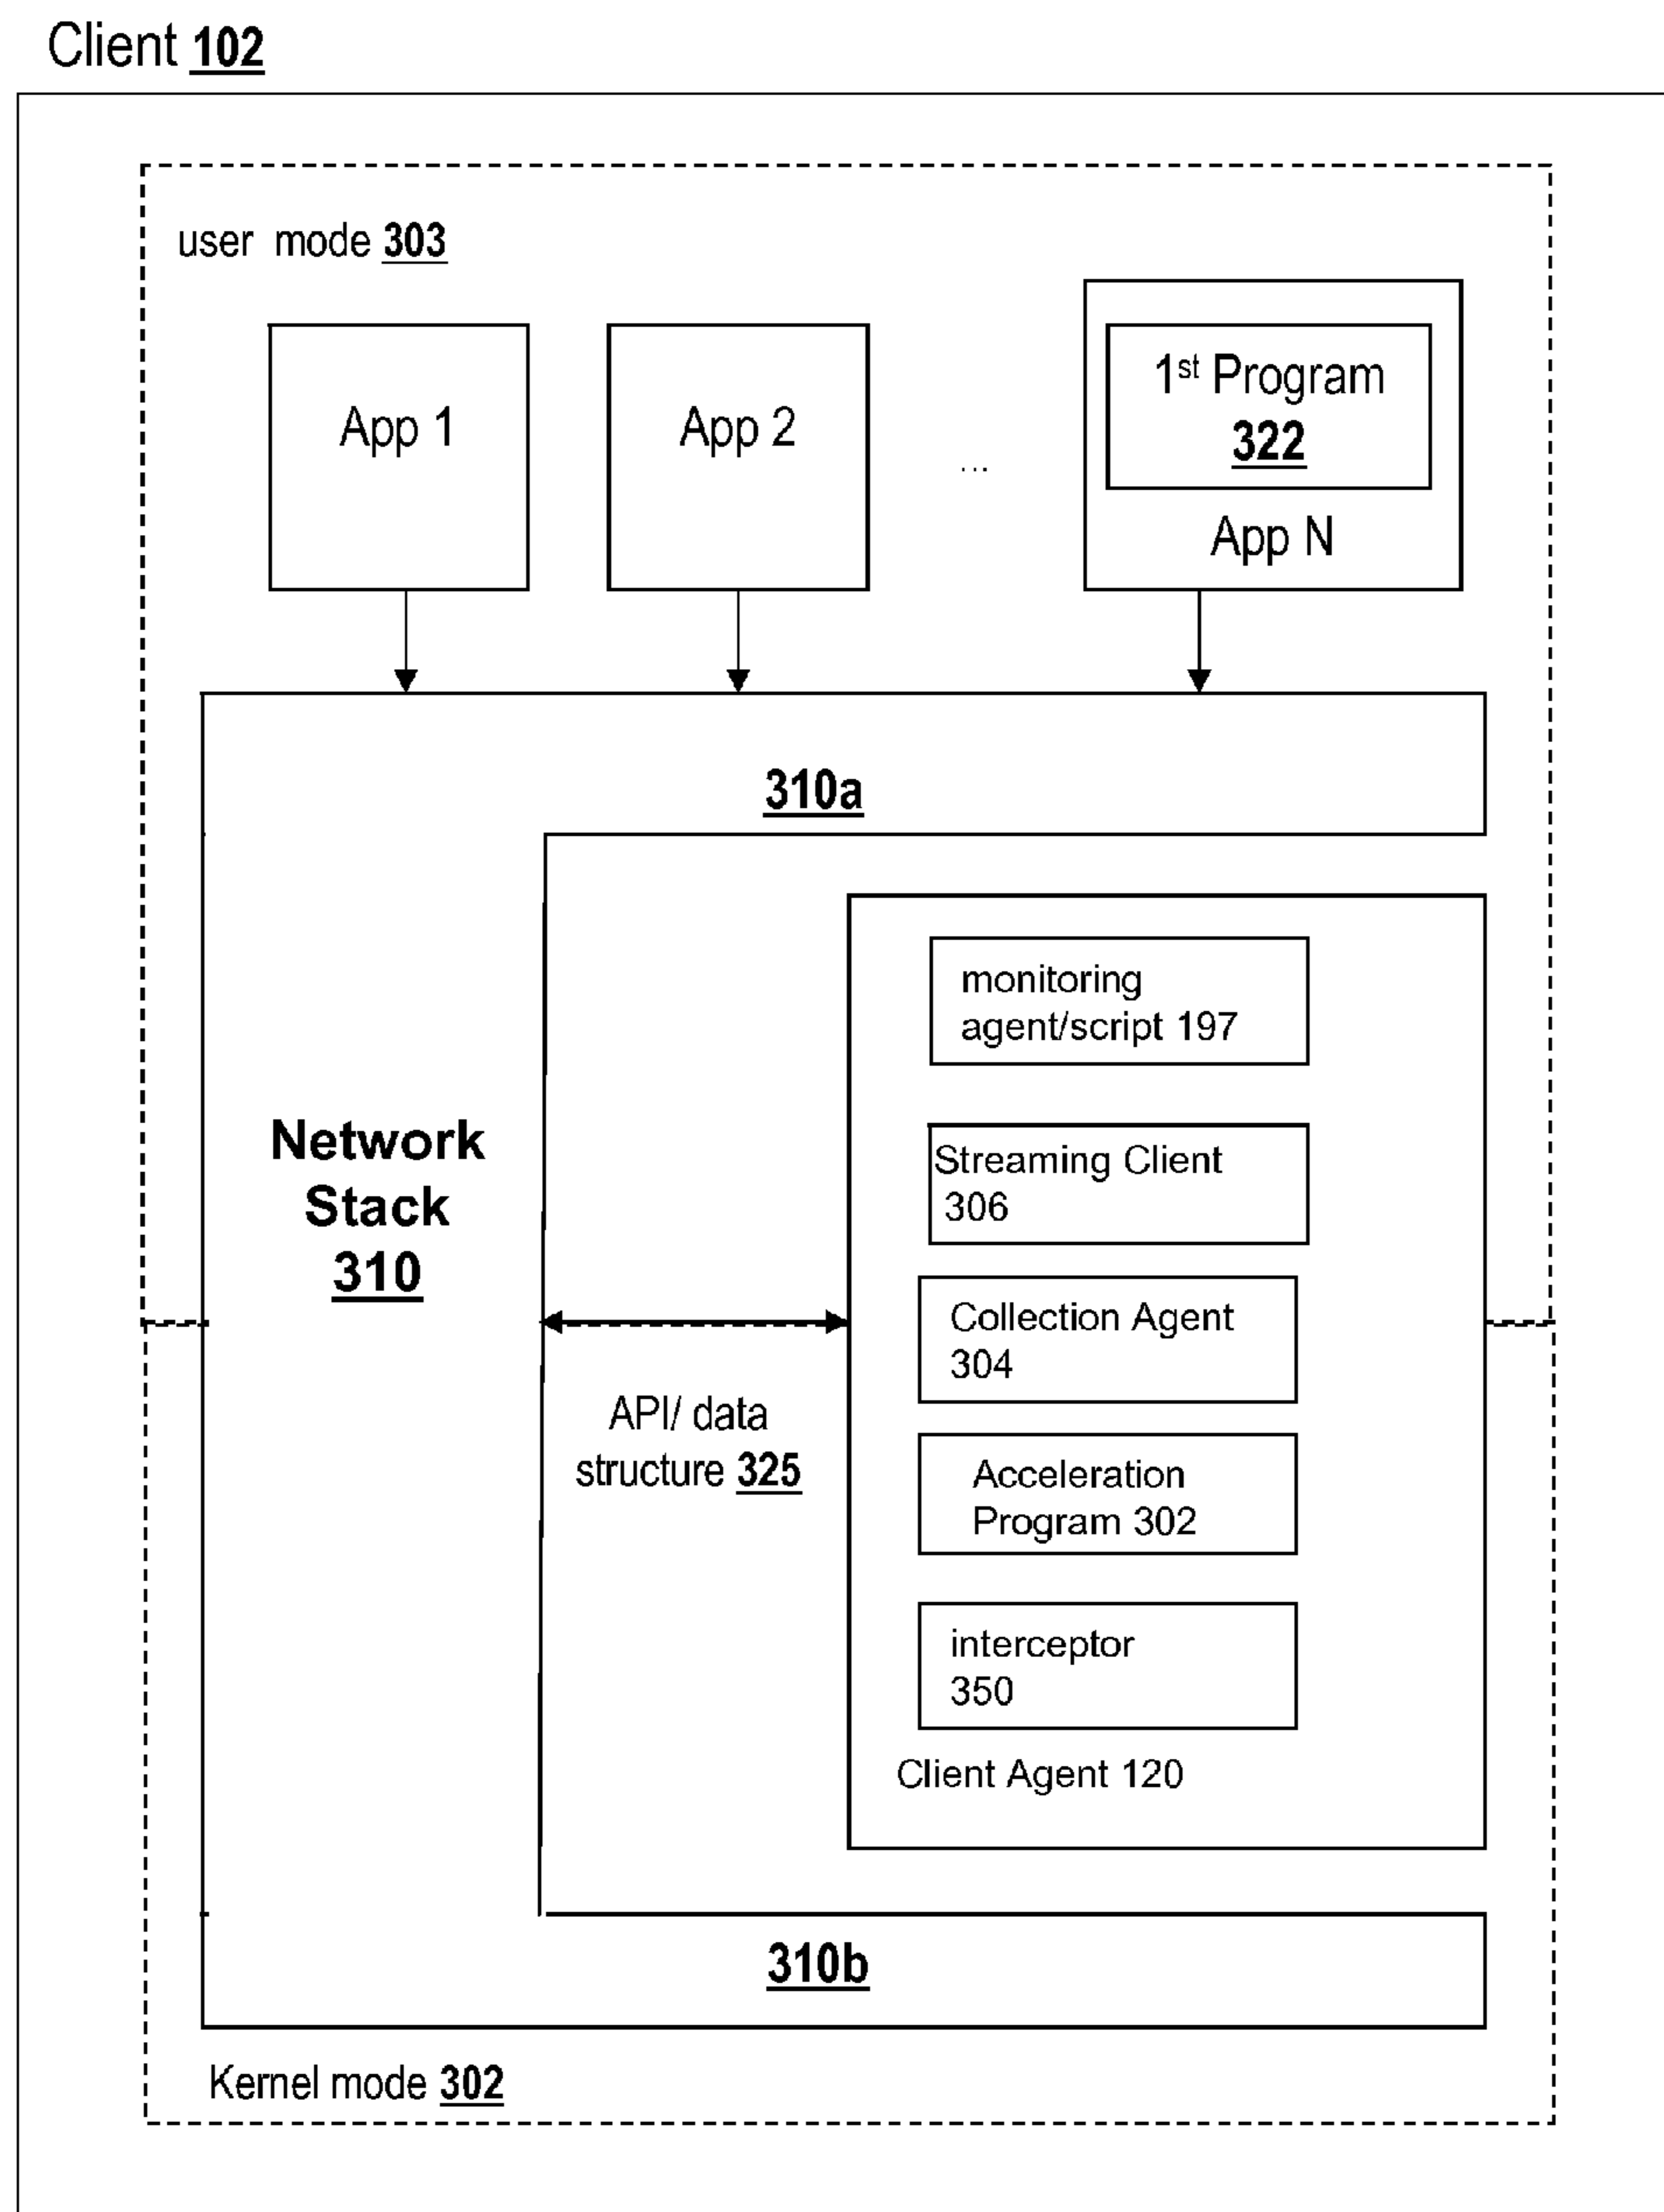 Client 102
user mode 303
App 1
App 2
...
1st Program
322
App N
310a
monitoring
agent/script 197
Streaming Client
306
Network
Stack
310
Collection Agent
304
API/ data
structure 325
Acceleration
Program 302
interceptor
350
Client Agent 120
310b
Kernel mode 302